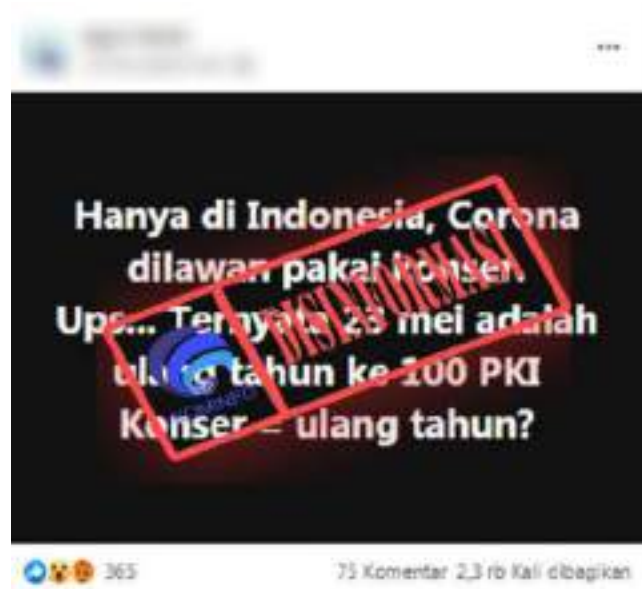 Hanya di Indonesia, Corona
dilawan pakai konser.
Ups... Ternyata 23 mei adalah
ulang tahun ke 100 PKI
Konser = ulang tahun?
DISINFORMASI
KOMINFO
365
75 Komentar 2,3 rb Kali dibagikan